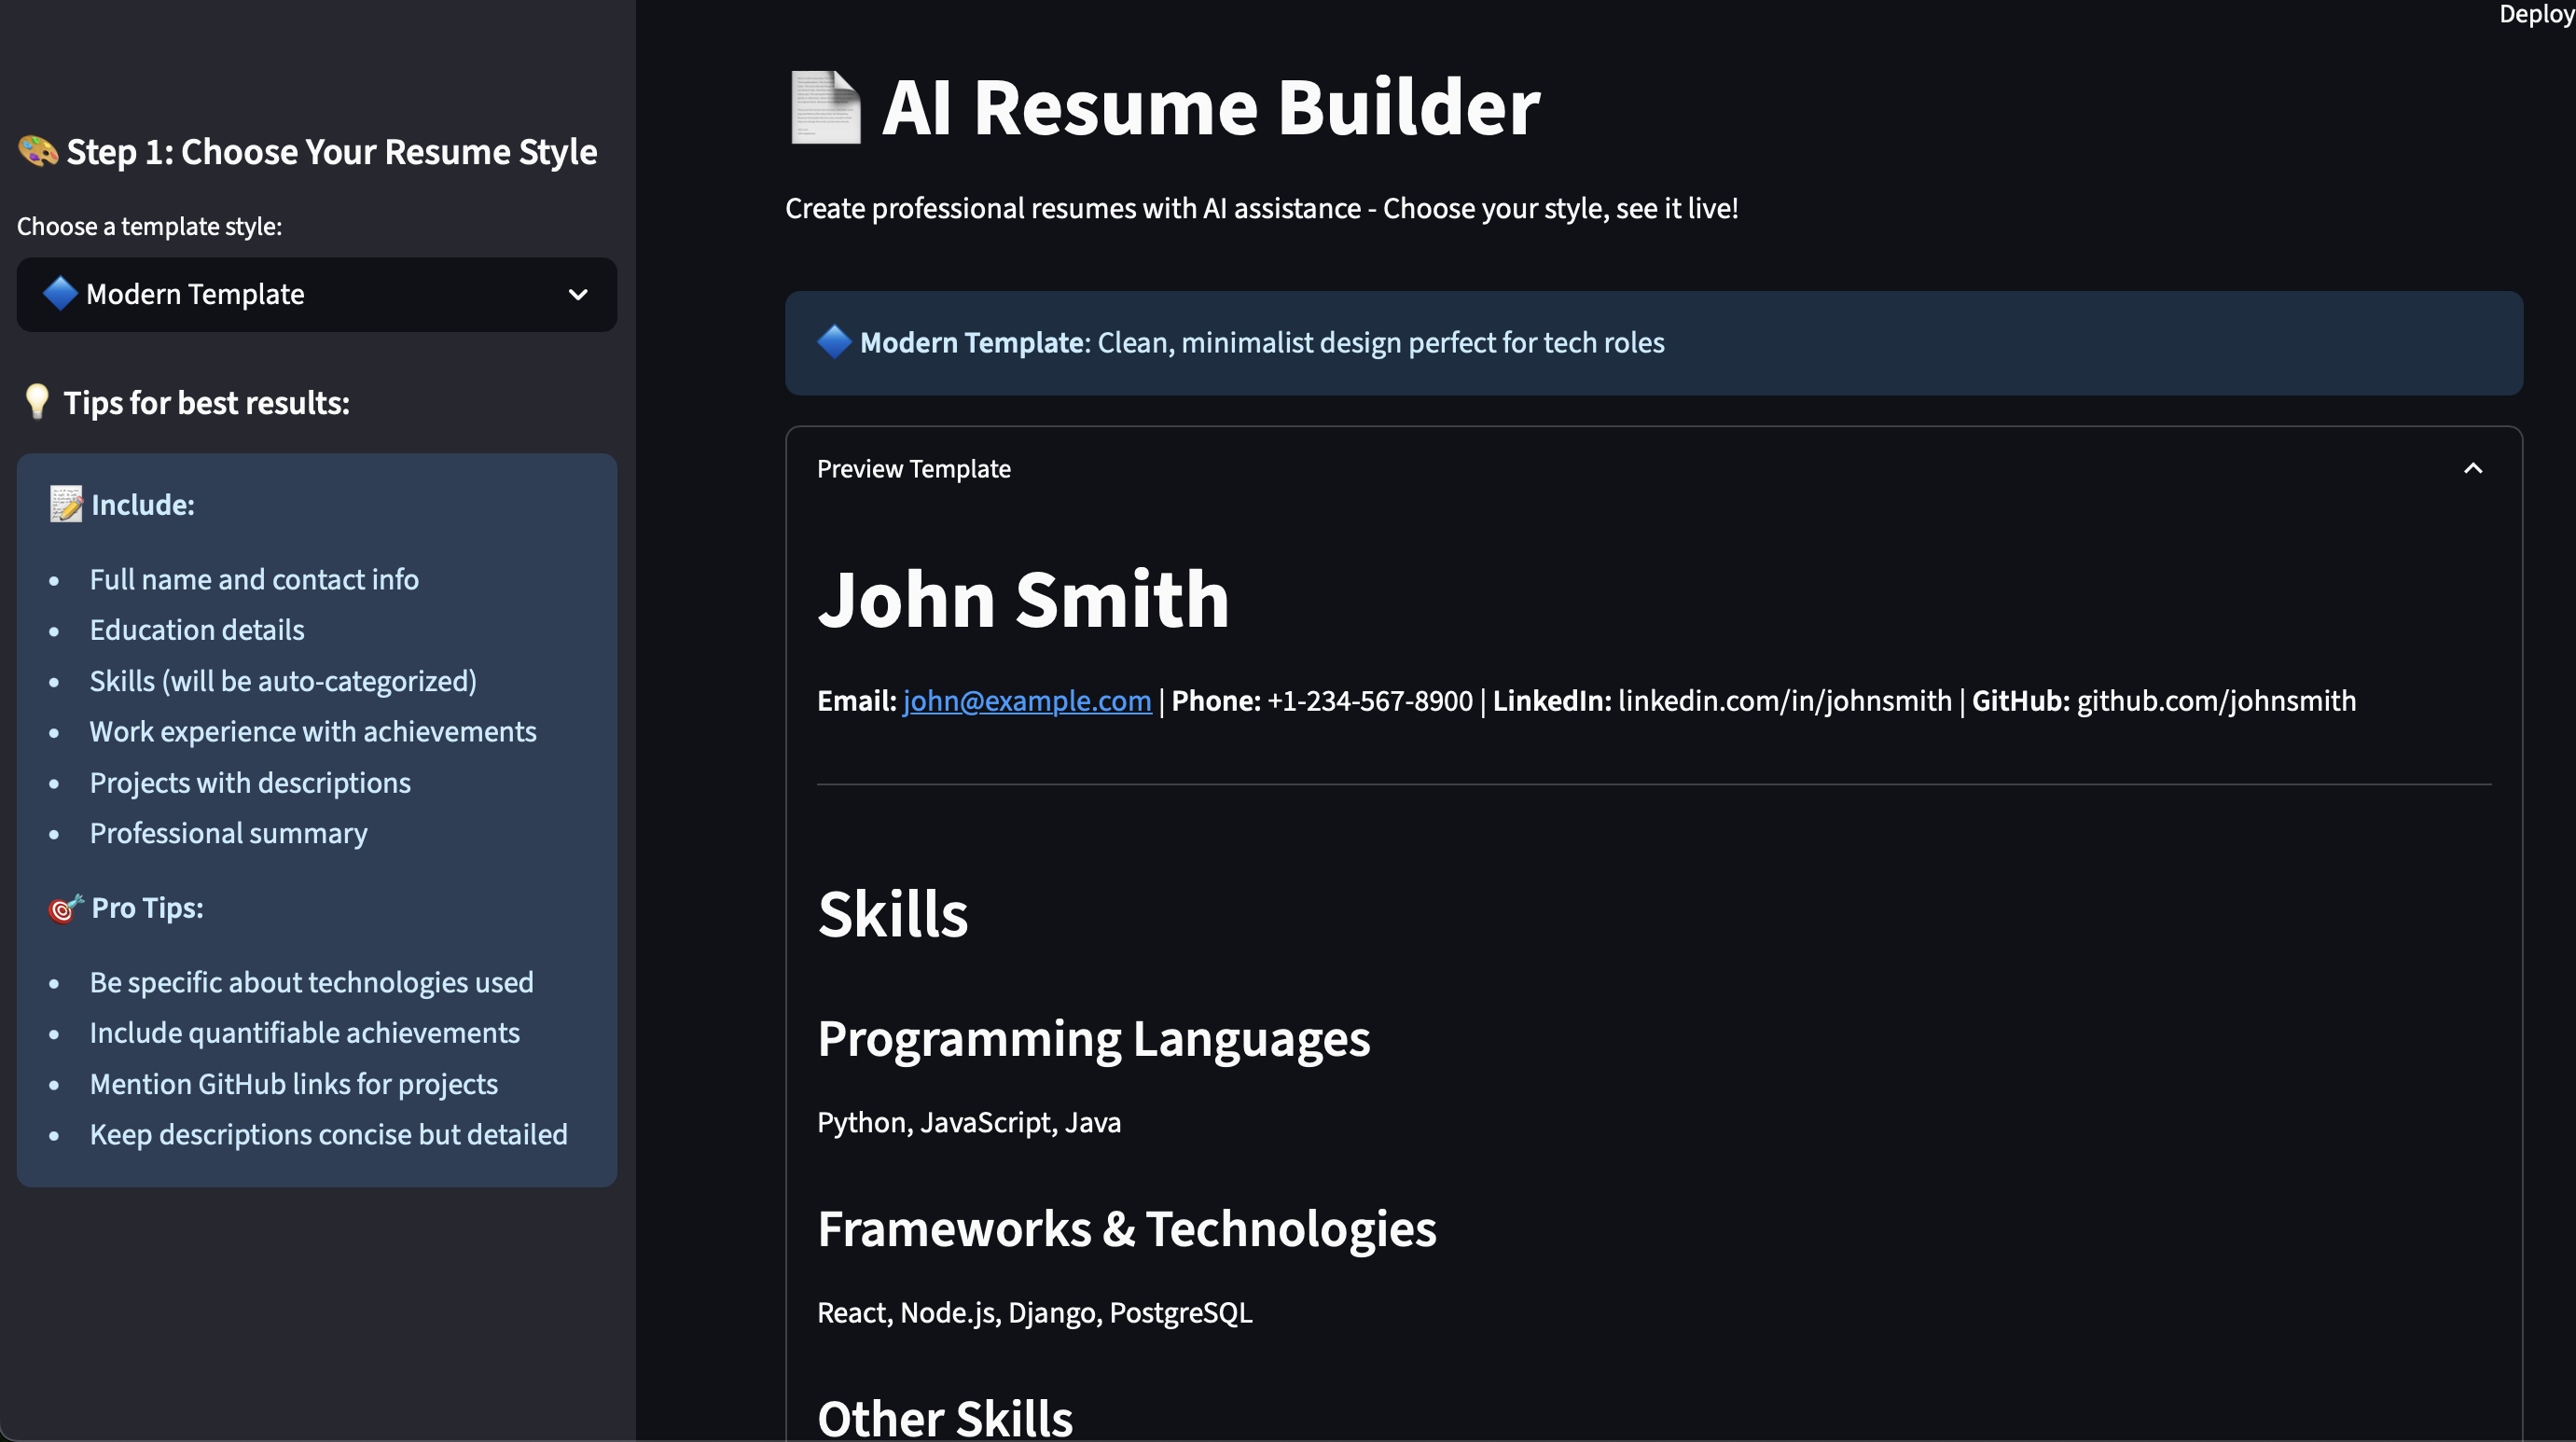 Deploy
🎨 Step 1: Choose Your Resume Style
Choose a template style:
🔷 Modern Template
💡 Tips for best results:
📝 Include:
• Full name and contact info
• Education details
• Skills (will be auto-categorized)
• Work experience with achievements
• Projects with descriptions
• Professional summary
🎯 Pro Tips:
• Be specific about technologies used
• Include quantifiable achievements
• Mention GitHub links for projects
• Keep descriptions concise but detailed
📄 AI Resume Builder
Create professional resumes with AI assistance - Choose your style, see it live!
🔷 Modern Template: Clean, minimalist design perfect for tech roles
Preview Template
John Smith
Email: john@example.com | Phone: +1-234-567-8900 | LinkedIn: linkedin.com/in/johnsmith | GitHub: github.com/johnsmith
Skills
Programming Languages
Python, JavaScript, Java
Frameworks & Technologies
React, Node.js, Django, PostgreSQL
Other Skills